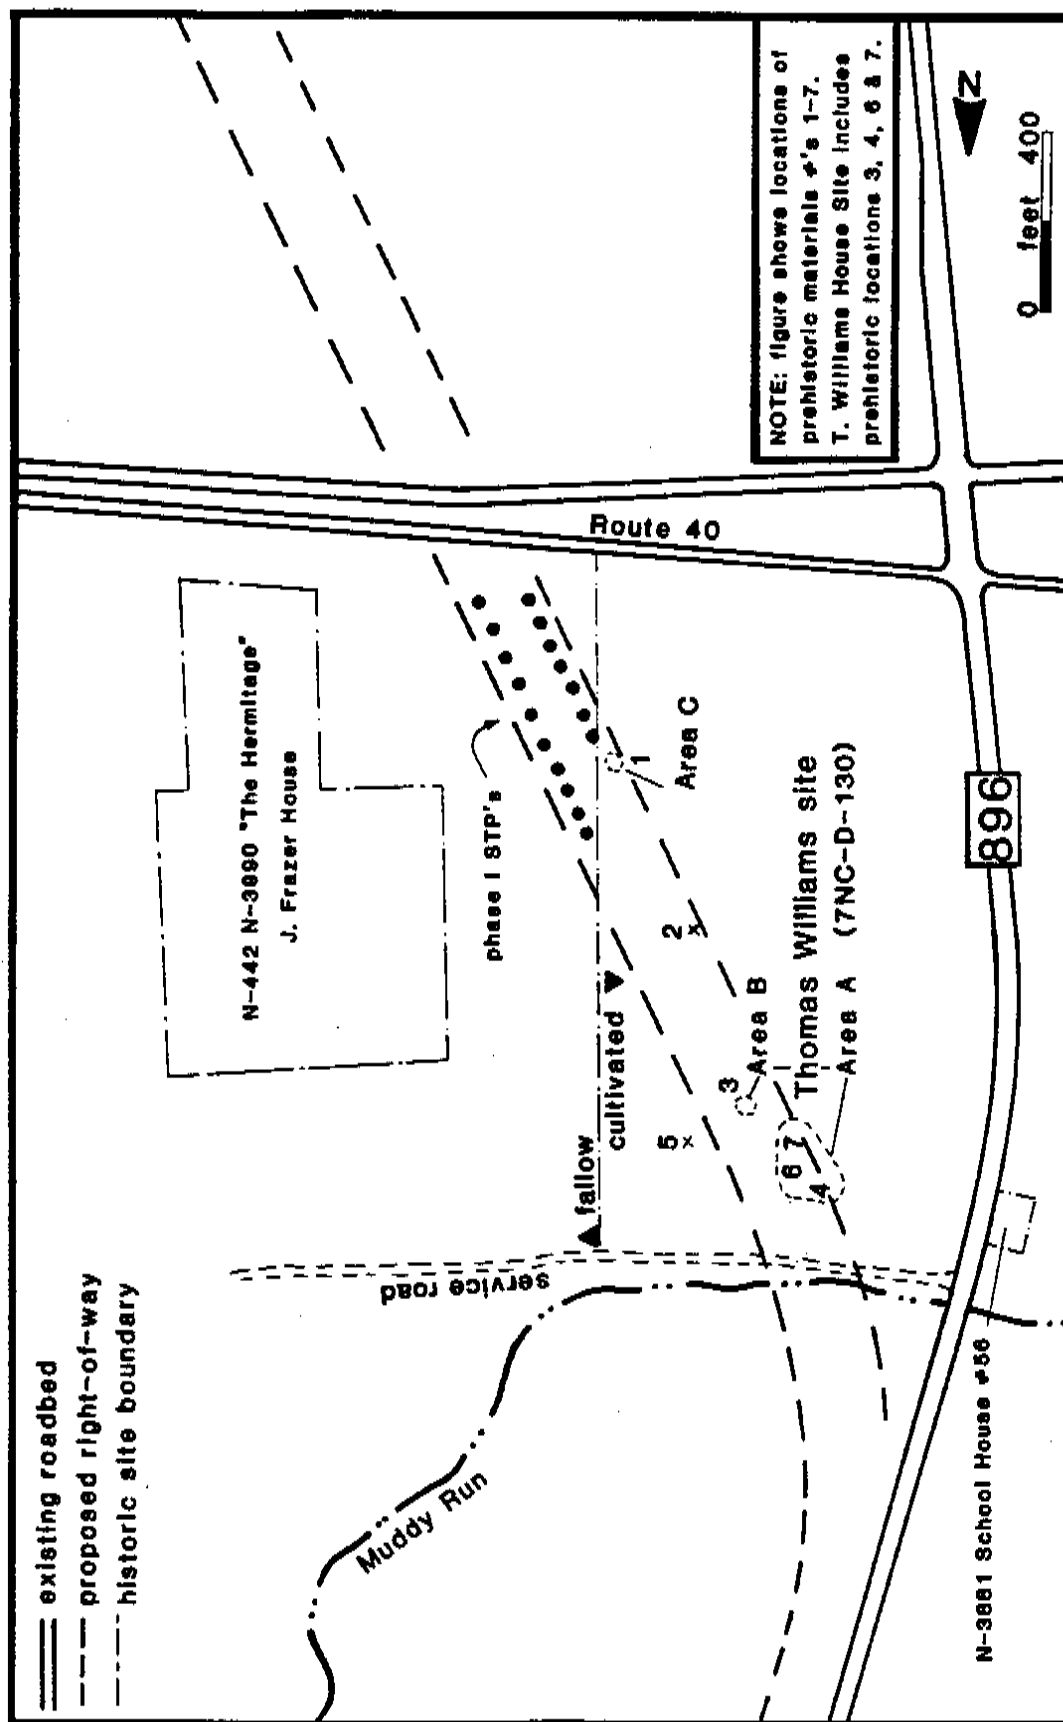 existing roadbed
proposed right-of-way
historic site boundary
N-442 N-3990 "The Hermitage"
J. Frazer House
phase I STP's
Route 40
NOTE: figure shows locations of
prehistoric materials #'s 1-7.
T. Williams House Site includes
prehistoric locations 3, 4, 6 & 7.
N
0 feet 400
Muddy Run
service road
fallow
cultivated
1
Area C
2
5
3
Area B
6 7
4
Thomas Williams site
Area A (7NC-D-130)
896
N-3881 School House #56